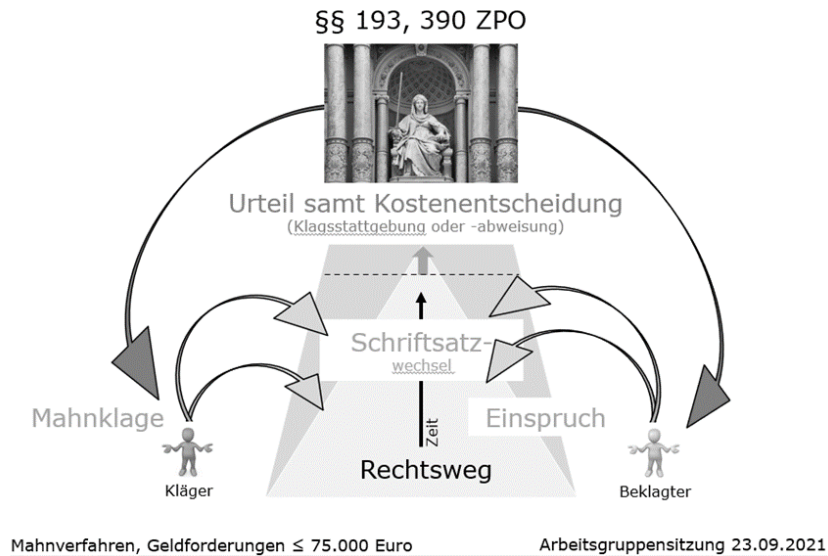 §§ 193, 390 ZPO
Urteil samt Kostenentscheidung
(Klagsstattgebung oder -abweisung)
Schriftsatz-
wechsel
Mahnklage
Einspruch
Zeit
Rechtsweg
Kläger
Beklagter
Mahnverfahren, Geldforderungen ≤ 75.000 Euro
Arbeitsgruppensitzung 23.09.2021